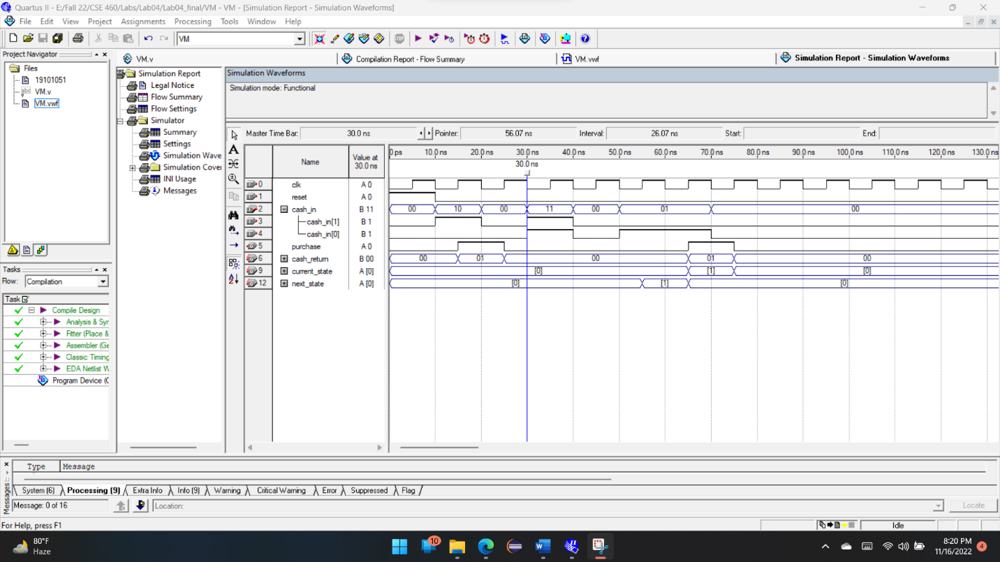 Quartus II - E:/Fall 22/CSE 460/Labs/Lab04/Lab04_final/VM - VM - [Simulation Report - Simulation Waveforms]
File Edit View Project Assignments Processing Tools Window Help
VM
Project Navigator
Files
19101051
VM.v
VM.vwf
VM.v
Compilation Report - Flow Summary
VM.vwf
Simulation Report - Simulation Waveforms
Simulation Report
Legal Notice
Flow Summary
Flow Settings
Simulator
Summary
Settings
Simulation Wave
Simulation Cover
INI Usage
Messages
Simulation Waveforms
Simulation mode: Functional
Master Time Bar: 30.0 ns Pointer: 56.07 ns Interval: 26.07 ns Start: End:
Name Value at 30.0 ns
0 ps 10.0 ns 20.0 ns 30.0 ns 40.0 ns 50.0 ns 60.0 ns 70.0 ns 80.0 ns 90.0 ns 100.0 ns 110.0 ns 120.0 ns 130.0 ns
30.0 ns
0 clk A 0
1 reset A 0
2 cash_in B 11 00 10 00 11 00 01 00
3 cash_in[1] B 1
4 cash_in[0] B 1
5 purchase A 0
6 cash_return B 00 00 01 00 01 00
9 current_state A [0] [0] [1] [0]
12 next_state A [0] [0] [1] [0]
Tasks
Flow: Compilation
Task
Compile Design
Analysis & Syr
Fitter (Place &
Assembler (Ge
Classic Timing
EDA Netlist W
Program Device (O
Messages
Type Message
System (6) Processing (9) Extra Info Info (9) Warning Critical Warning Error Suppressed Flag
Message: 0 of 16 Location: Locate
For Help, press F1 Idle
80°F
Haze
10
8:20 PM
11/16/2022
4